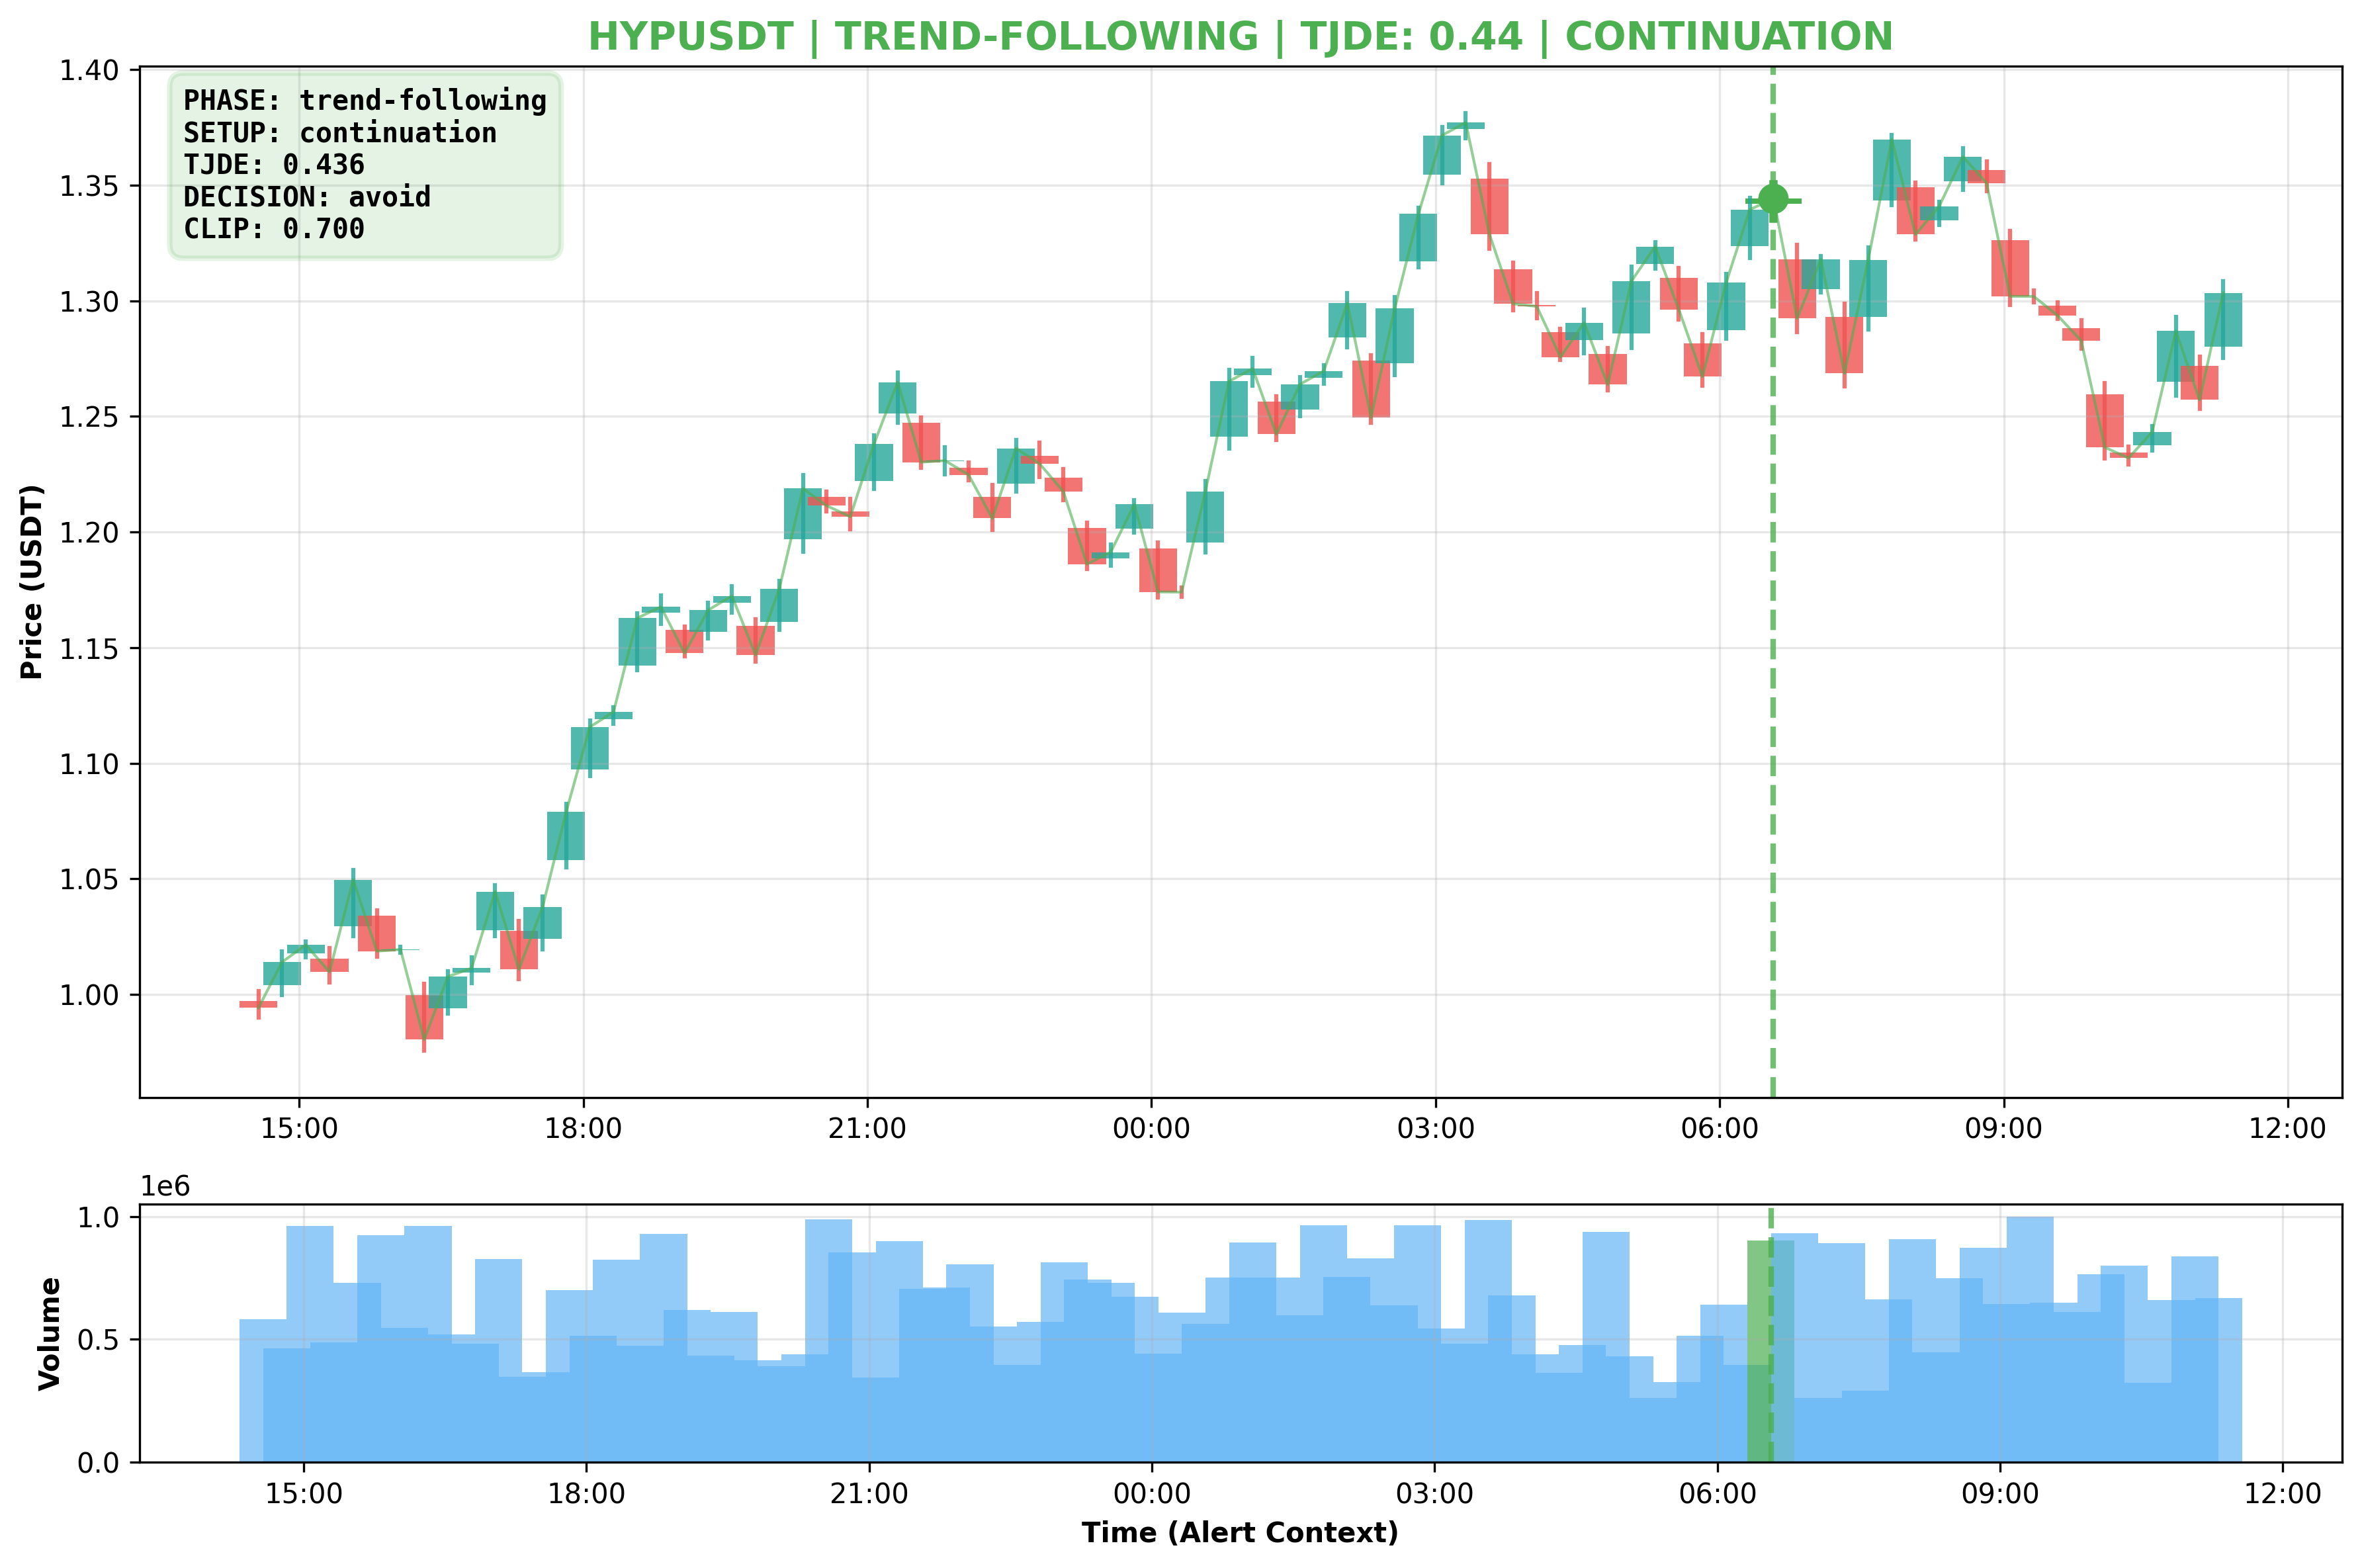 HYPUSDT | TREND-FOLLOWING | TJDE: 0.44 | CONTINUATION
PHASE: trend-following
SETUP: continuation
TJDE: 0.436
DECISION: avoid
CLIP: 0.700
Price (USDT)
1.40
1.35
1.30
1.25
1.20
1.15
1.10
1.05
1.00
15:00 18:00 21:00 00:00 03:00 06:00 09:00 12:00
1e6
Volume
1.0
0.5
0.0
15:00 18:00 21:00 00:00 03:00 06:00 09:00 12:00
Time (Alert Context)